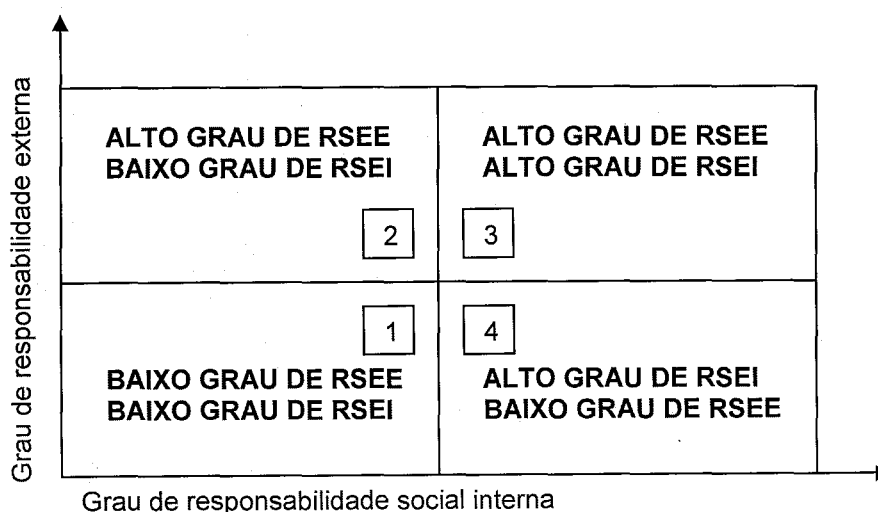 Grau de responsabilidade externa
ALTO GRAU DE RSEE
BAIXO GRAU DE RSEI
2
ALTO GRAU DE RSEE
ALTO GRAU DE RSEI
3
1
BAIXO GRAU DE RSEE
BAIXO GRAU DE RSEI
4
ALTO GRAU DE RSEI
BAIXO GRAU DE RSEE
Grau de responsabilidade social interna